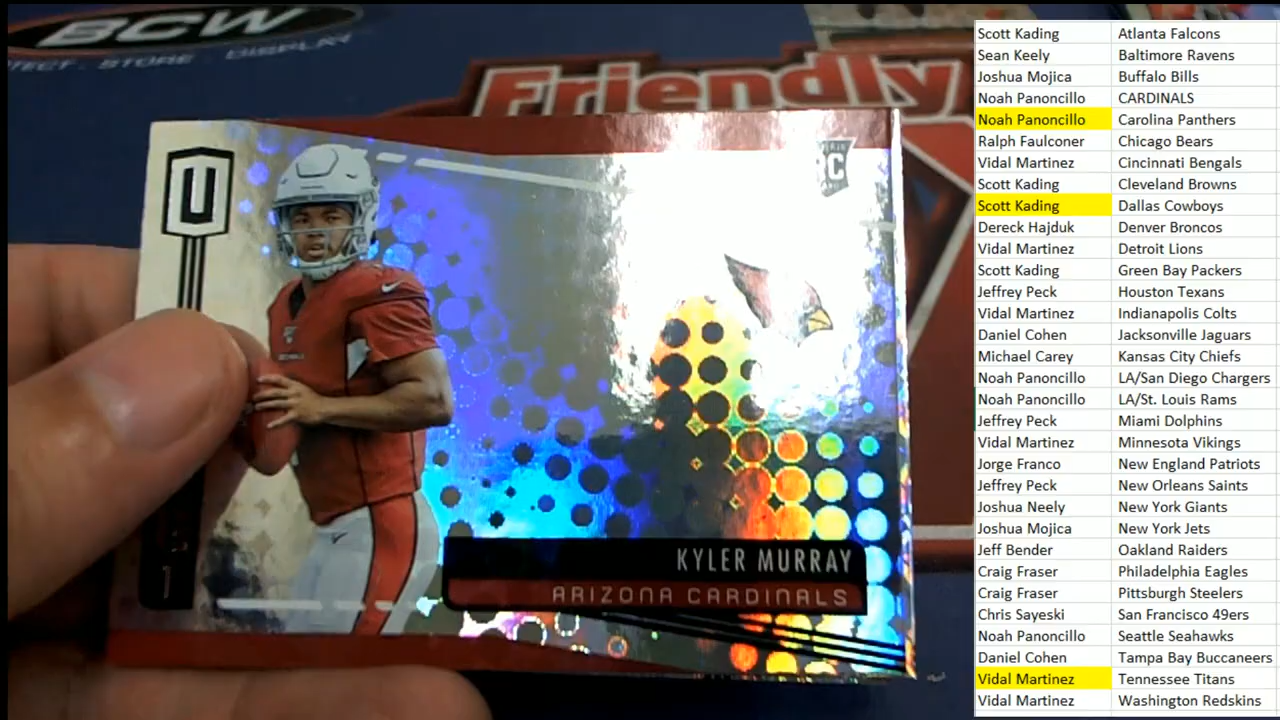 BCW
PROTECT . STORE . DISPLAY
Friendly
U
RC
KYLER MURRAY
ARIZONA CARDINALS
Scott Kading Atlanta Falcons
Sean Keely Baltimore Ravens
Joshua Mojica Buffalo Bills
Noah Panoncillo CARDINALS
Noah Panoncillo Carolina Panthers
Ralph Faulconer Chicago Bears
Vidal Martinez Cincinnati Bengals
Scott Kading Cleveland Browns
Scott Kading Dallas Cowboys
Dereck Hajduk Denver Broncos
Vidal Martinez Detroit Lions
Scott Kading Green Bay Packers
Jeffrey Peck Houston Texans
Vidal Martinez Indianapolis Colts
Daniel Cohen Jacksonville Jaguars
Michael Carey Kansas City Chiefs
Noah Panoncillo LA/San Diego Chargers
Noah Panoncillo LA/St. Louis Rams
Jeffrey Peck Miami Dolphins
Vidal Martinez Minnesota Vikings
Jorge Franco New England Patriots
Jeffrey Peck New Orleans Saints
Joshua Neely New York Giants
Joshua Mojica New York Jets
Jeff Bender Oakland Raiders
Craig Fraser Philadelphia Eagles
Craig Fraser Pittsburgh Steelers
Chris Sayeski San Francisco 49ers
Noah Panoncillo Seattle Seahawks
Daniel Cohen Tampa Bay Buccaneers
Vidal Martinez Tennessee Titans
Vidal Martinez Washington Redskins